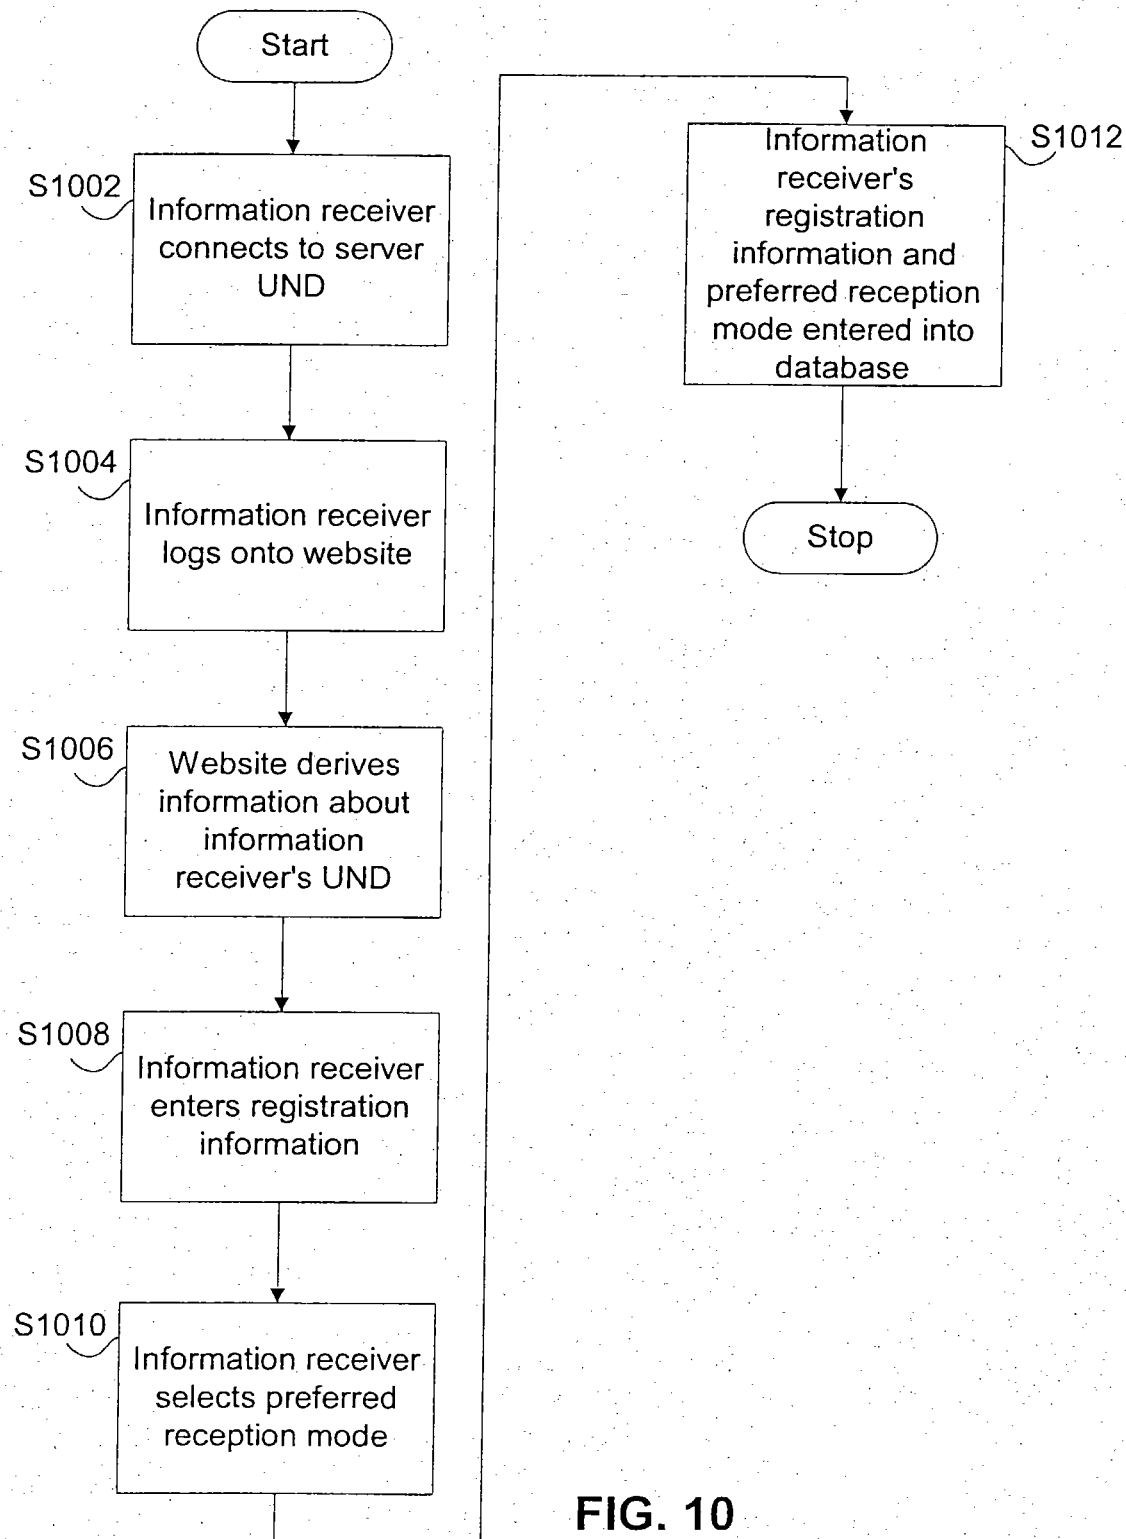 Start
S1002
Information receiver
connects to server
UND
S1004
Information receiver
logs onto website
S1006
Website derives
information about
information
receiver's UND
S1008
Information receiver
enters registration
information
S1010
Information receiver
selects preferred
reception mode
S1012
Information
receiver's
registration
information and
preferred reception
mode entered into
database
Stop
FIG. 10